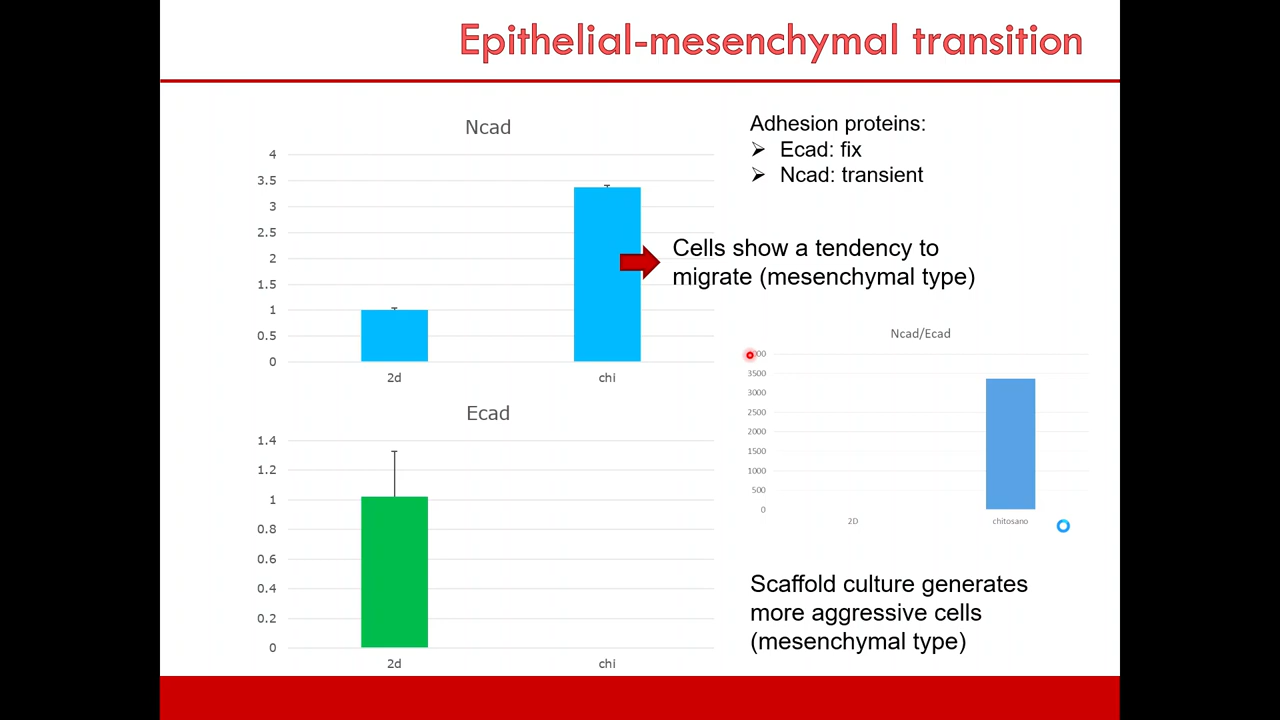 Epithelial-mesenchymal transition
Ncad
4
3.5
3
2.5
2
1.5
1
0.5
0
2d
chi
Ecad
1.4
1.2
1
0.8
0.6
0.4
0.2
0
2d
chi
Adhesion proteins:
➢ Ecad: fix
➢ Ncad: transient
Cells show a tendency to
migrate (mesenchymal type)
Ncad/Ecad
3500
3000
2500
2000
1500
1000
500
0
2D
chitosano
Scaffold culture generates
more aggressive cells
(mesenchymal type)